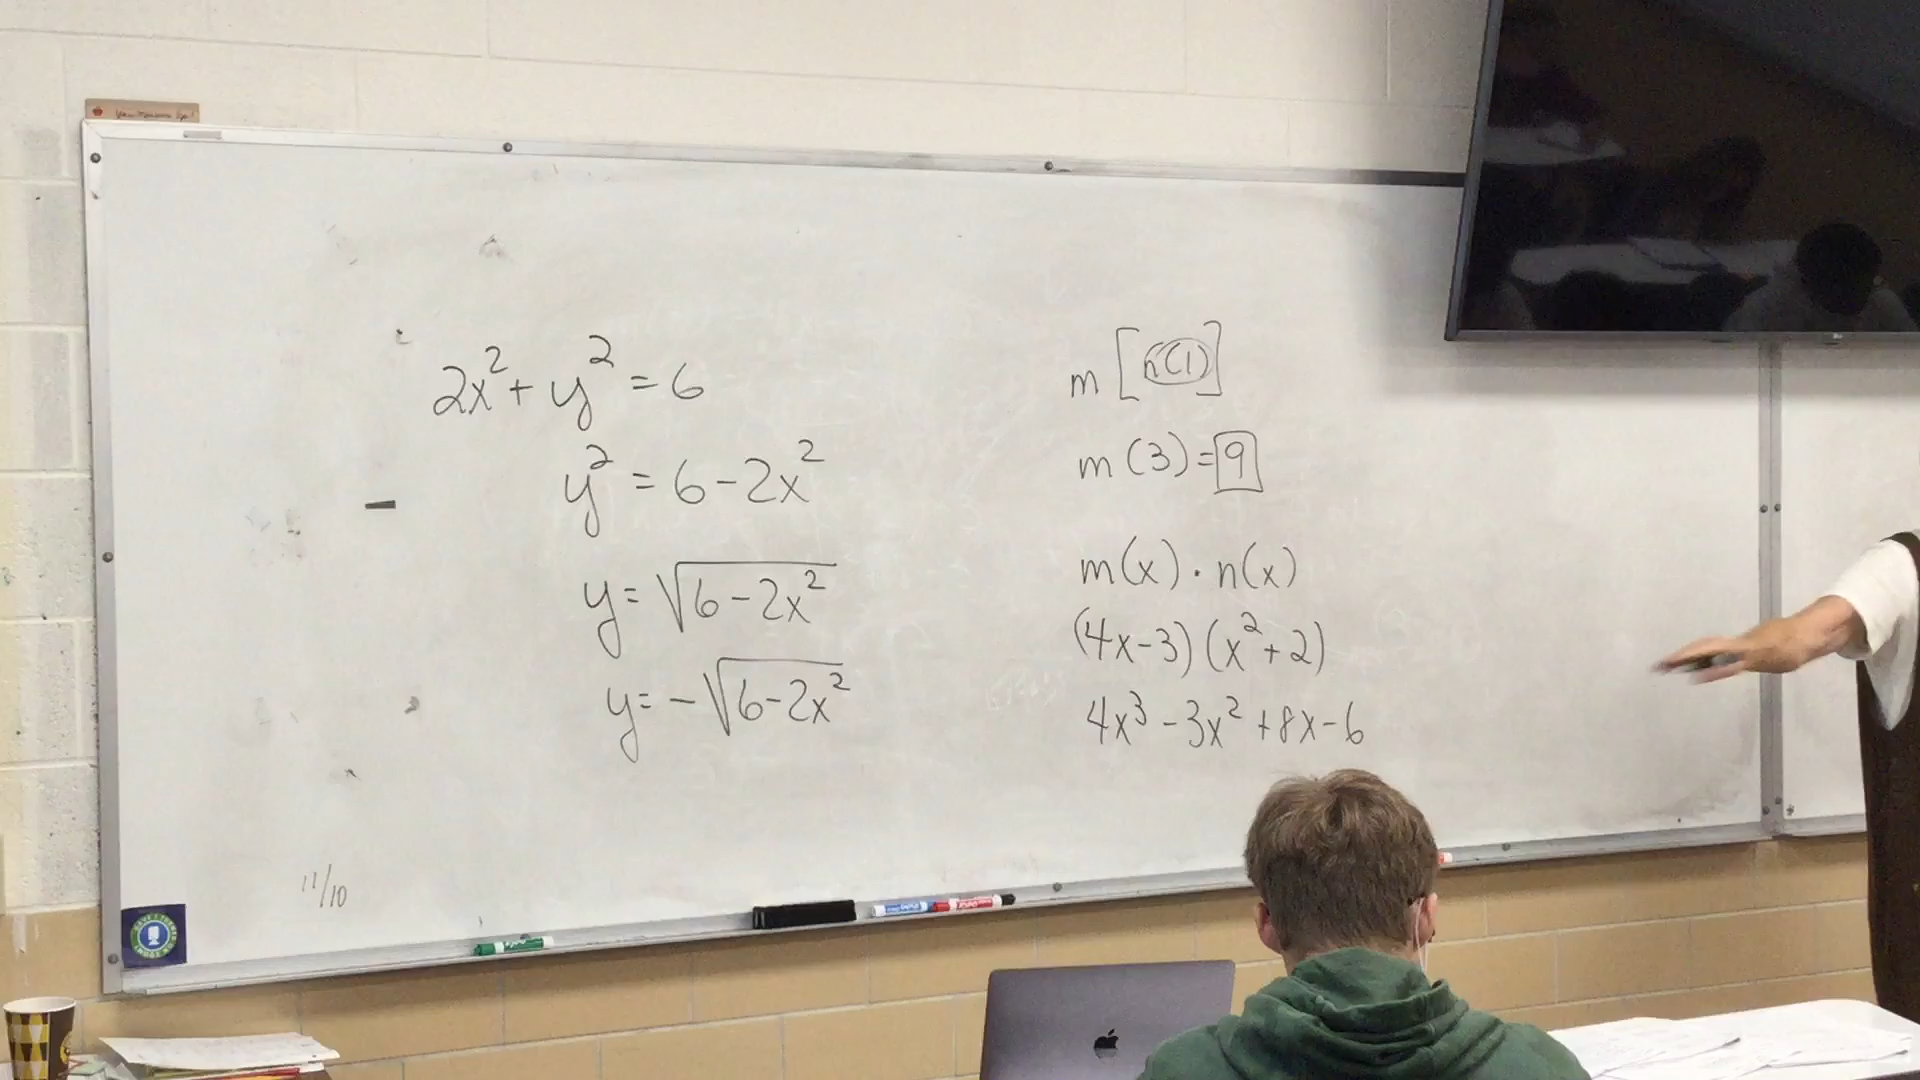 2x² + y² = 6
y² = 6 - 2x²
y = √6 - 2x²
y = -√6 - 2x²
m [n(1)]
m (3) = 9
m(x) · n(x)
(4x-3) (x²+2)
4x³ - 3x² + 8x - 6
11/10